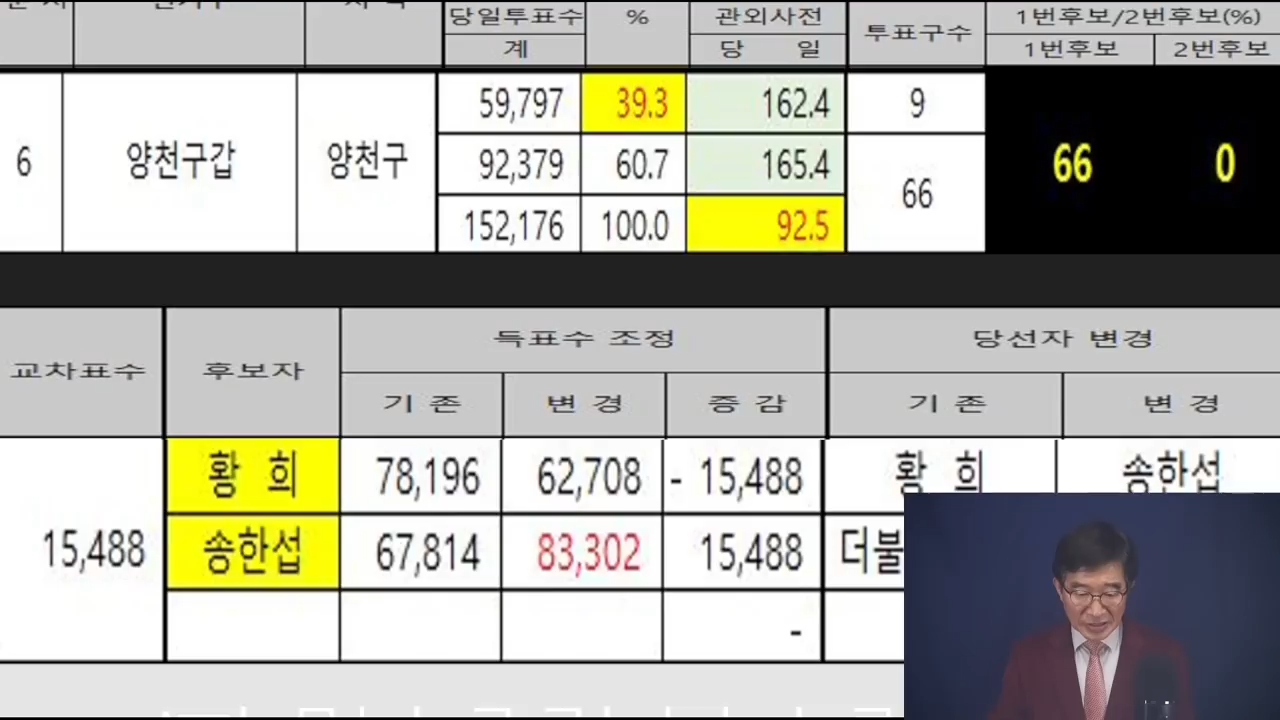 당일투표수 % 관외사전 투표구수 1번후보/2번후보(%)
계 당 일 1번후보 2번후보
6 양천구갑 양천구 59,797 39.3 162.4 9 66 0
92,379 60.7 165.4 66
152,176 100.0 92.5
교차표수 후보자 득표수 조정 당선자 변경
기 존 변 경 증 감 기 존 변 경
15,488 황 희 78,196 62,708 - 15,488 황 희 송한섭
송한섭 67,814 83,302 15,488 더불
-